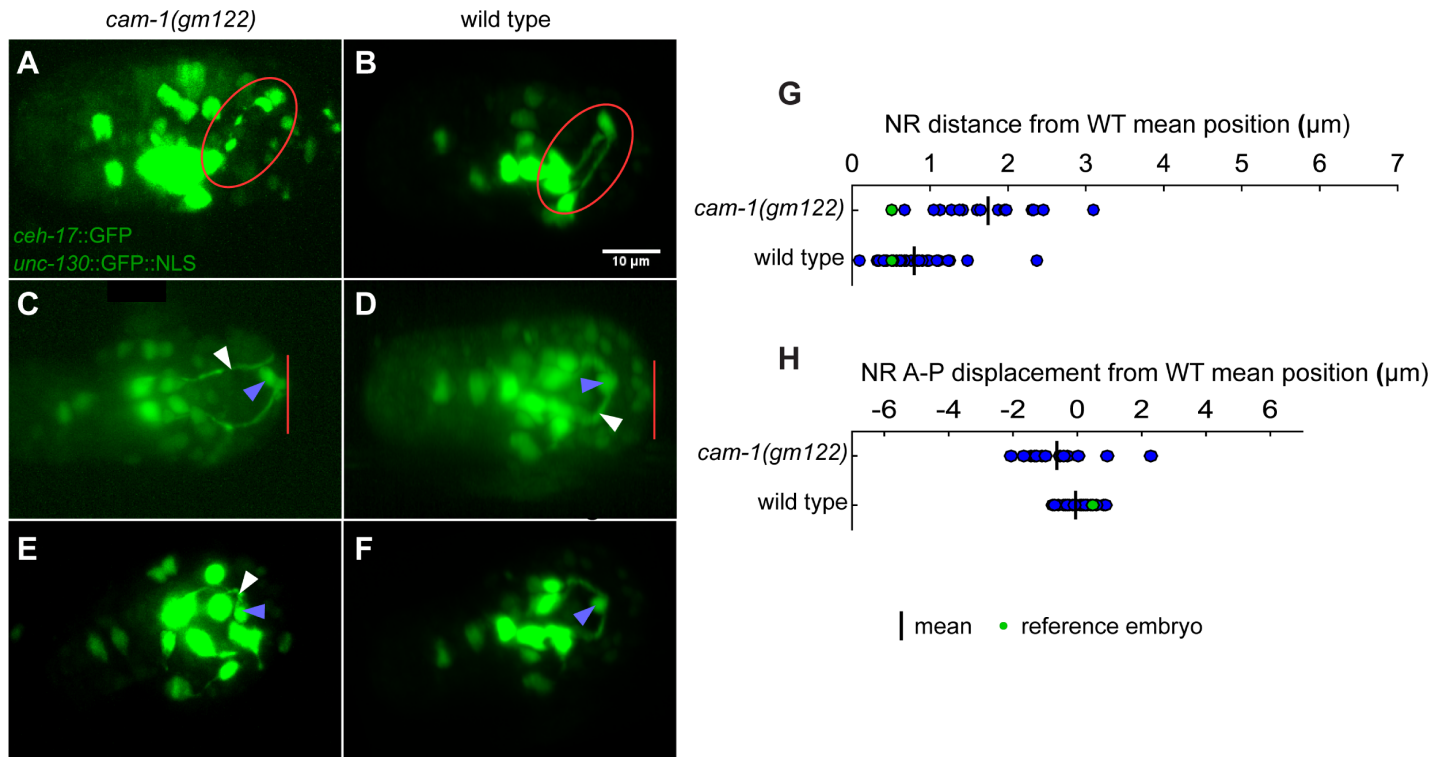 cam-1(gm122)
wild type
A
B
ceh-17::GFP
unc-130::GFP::NLS
10 μm
C
D
E
F
G
NR distance from WT mean position (μm)
0 1 2 3 4 5 6 7
cam-1(gm122)
wild type
H
NR A-P displacement from WT mean position (μm)
-6 -4 -2 0 2 4 6
cam-1(gm122)
wild type
mean
reference embryo